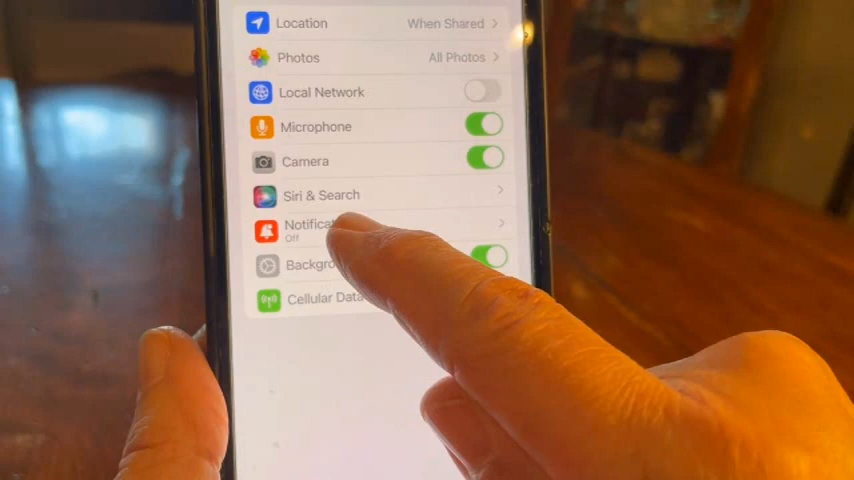 Location When Shared
Photos All Photos
Local Network
Microphone
Camera
Siri & Search
Off
Cellular Data